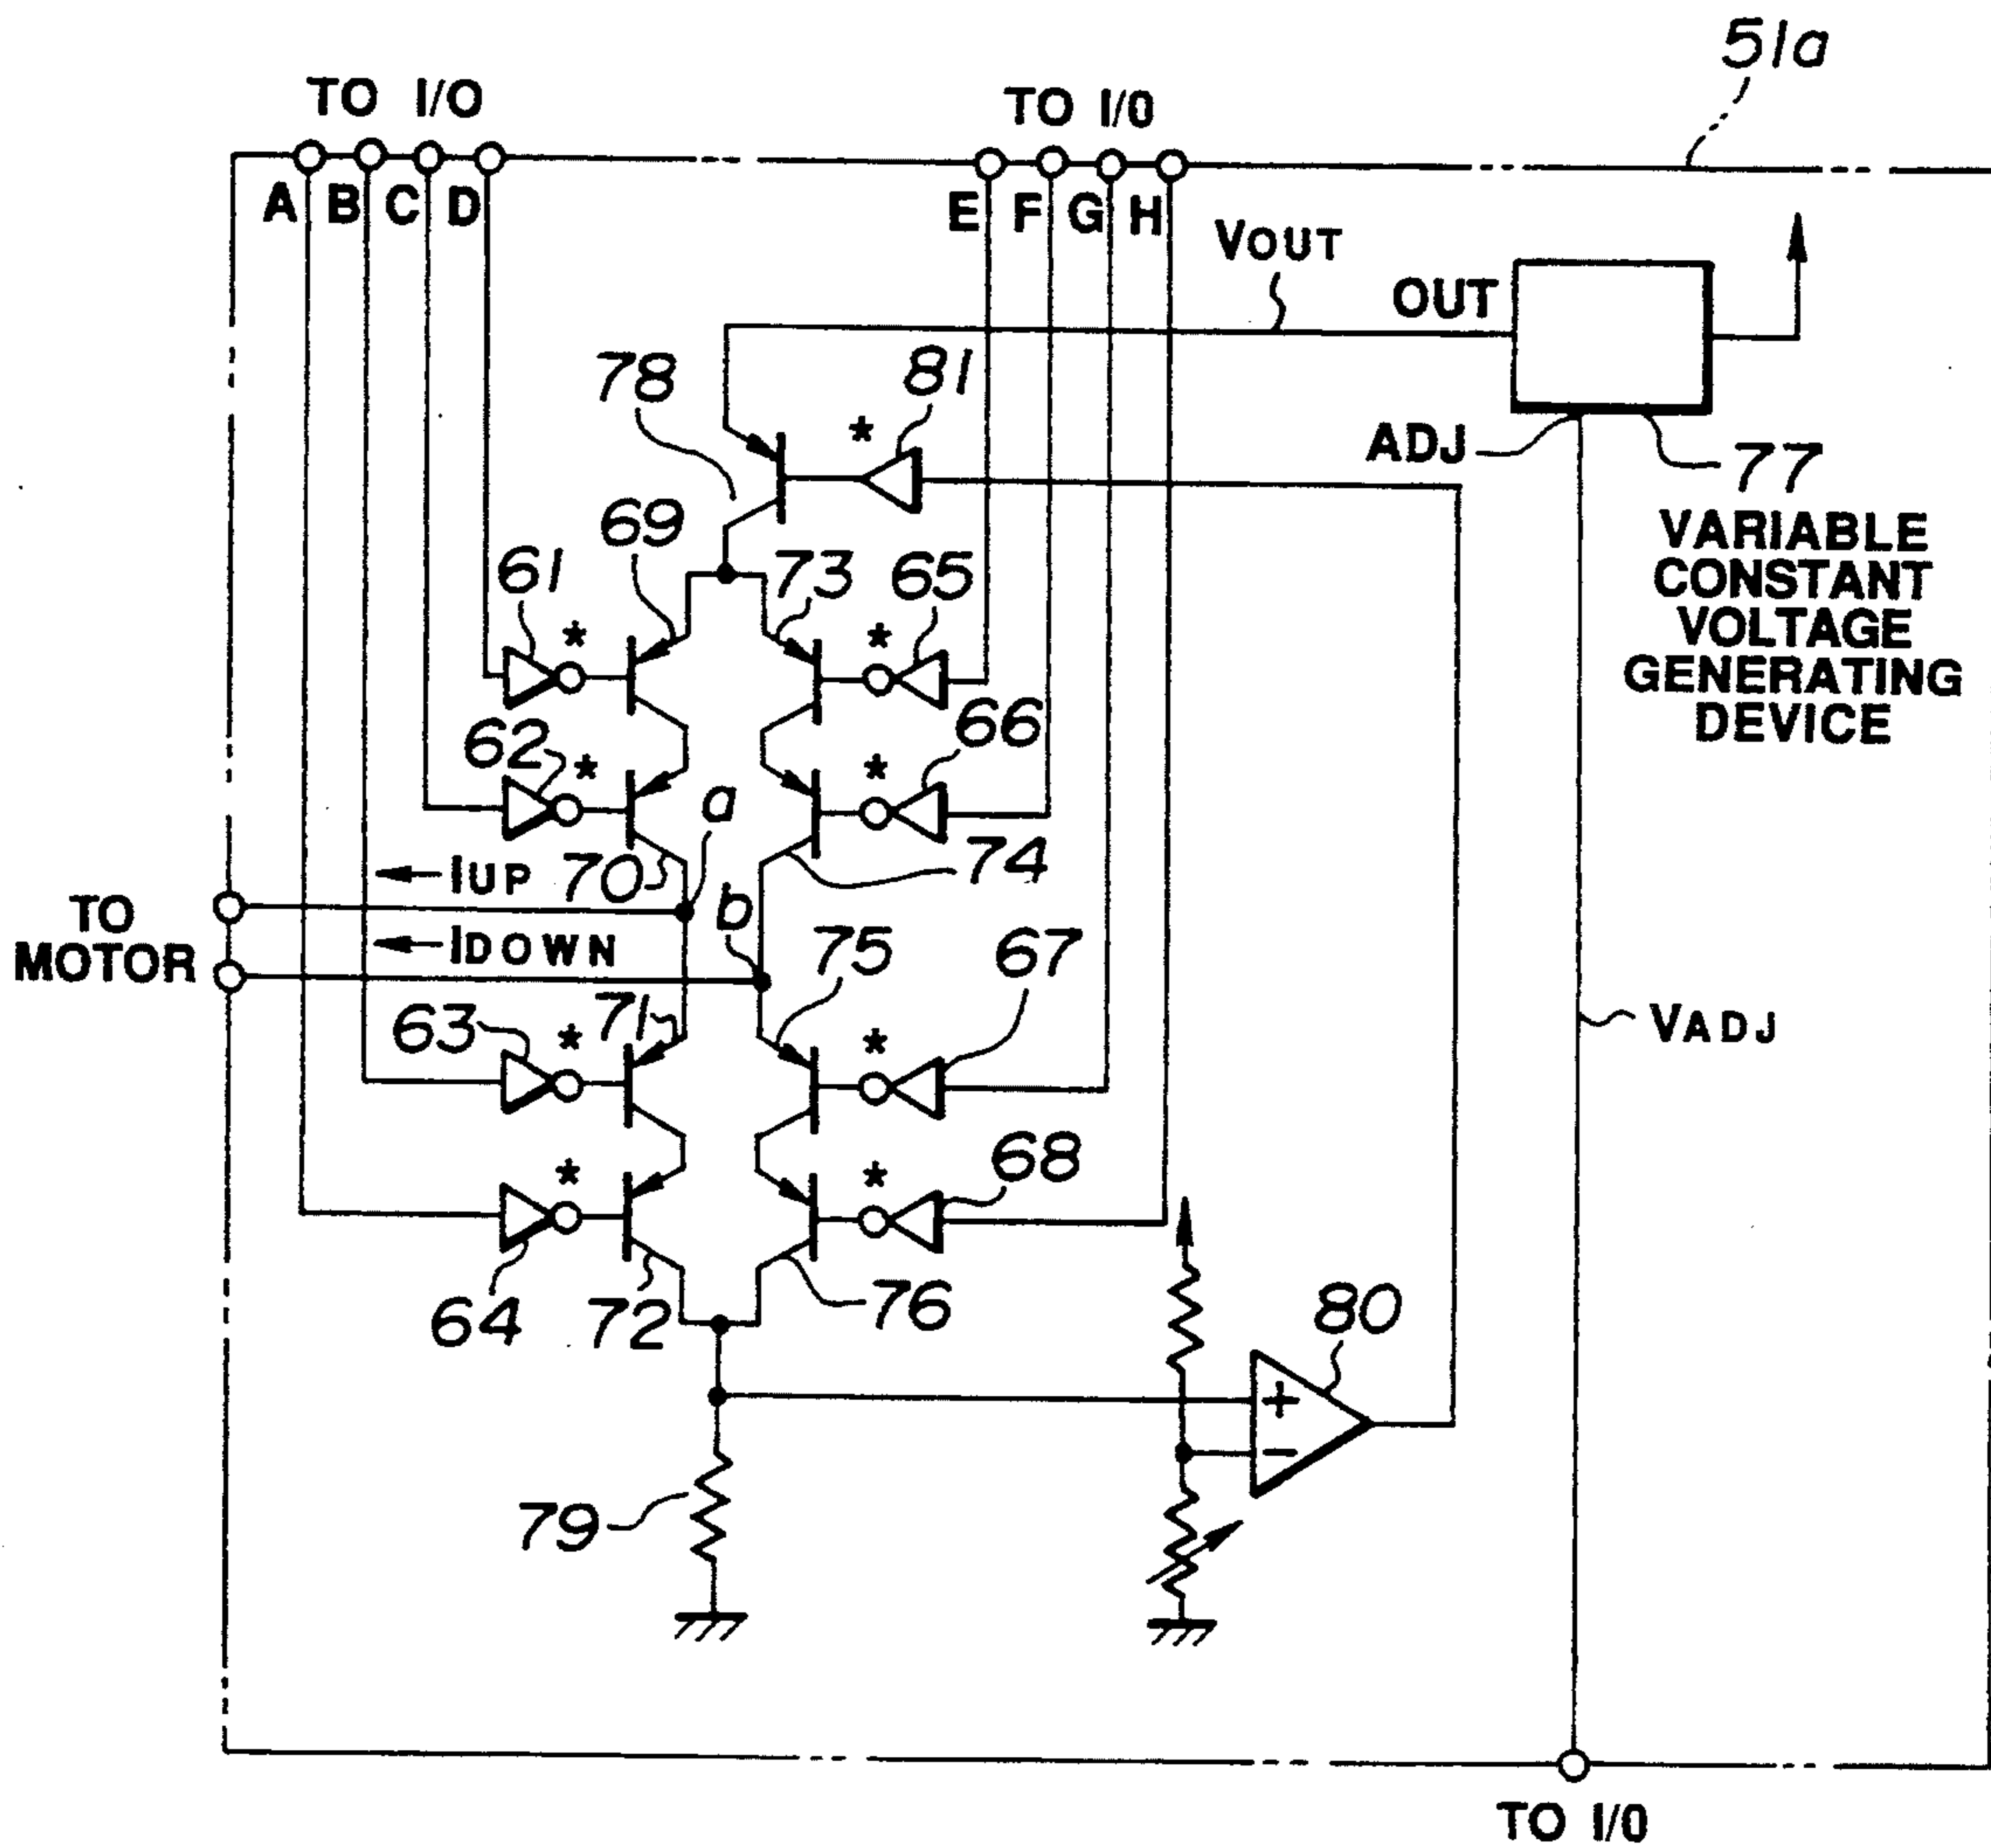 51a
TO I/O
TO I/O
A B C D
E F G H
VOUT
OUT
78
81
*
ADJ
77
VARIABLE
CONSTANT
VOLTAGE
GENERATING
DEVICE
69
61
73
65
*
*
62
66
*
*
a
IUP
70
74
b
TO
MOTOR
IDOWN
75
67
63
71
*
*
VADJ
*
*
68
64
72
76
80
+
−
79
TO I/O